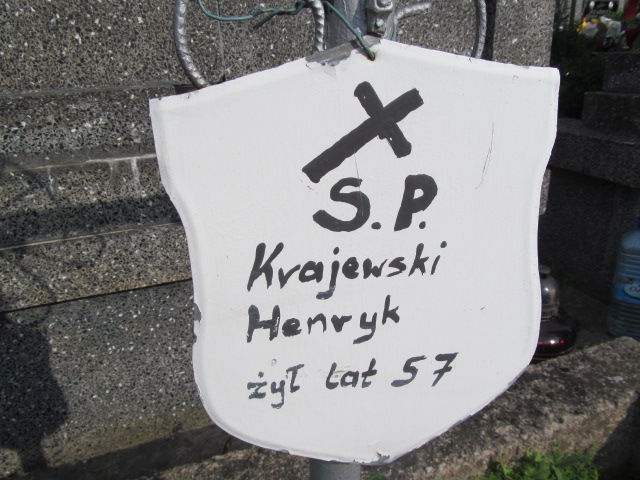 S.P.
Krajewski
Henryk
żył lat 57